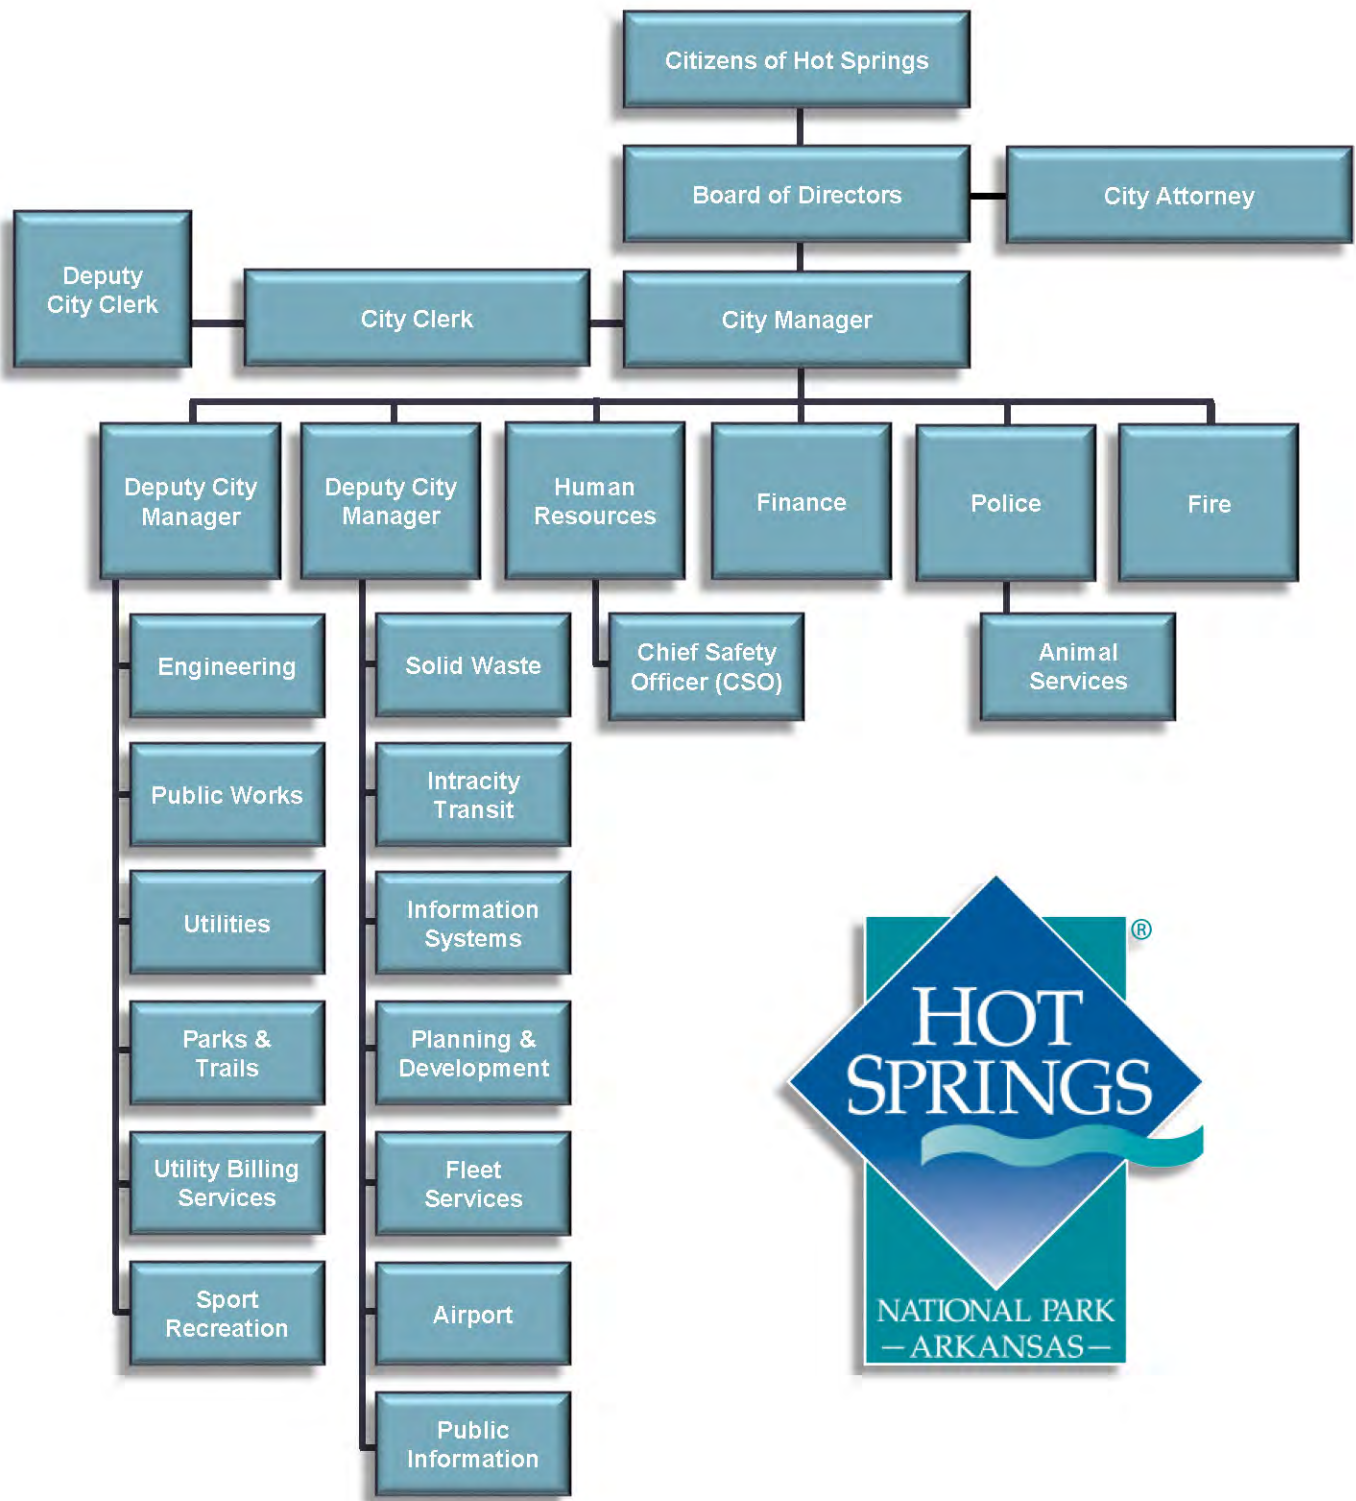 Citizens of Hot Springs
Board of Directors
City Attorney
Deputy
City Clerk
City Clerk
City Manager
Deputy City
Manager
Deputy City
Manager
Human
Resources
Finance
Police
Fire
Engineering
Public Works
Utilities
Parks &
Trails
Utility Billing
Services
Sport
Recreation
Solid Waste
Intracity
Transit
Information
Systems
Planning &
Development
Fleet
Services
Airport
Public
Information
Chief Safety
Officer (CSO)
Animal
Services
®
HOT
SPRINGS
NATIONAL PARK
– ARKANSAS –